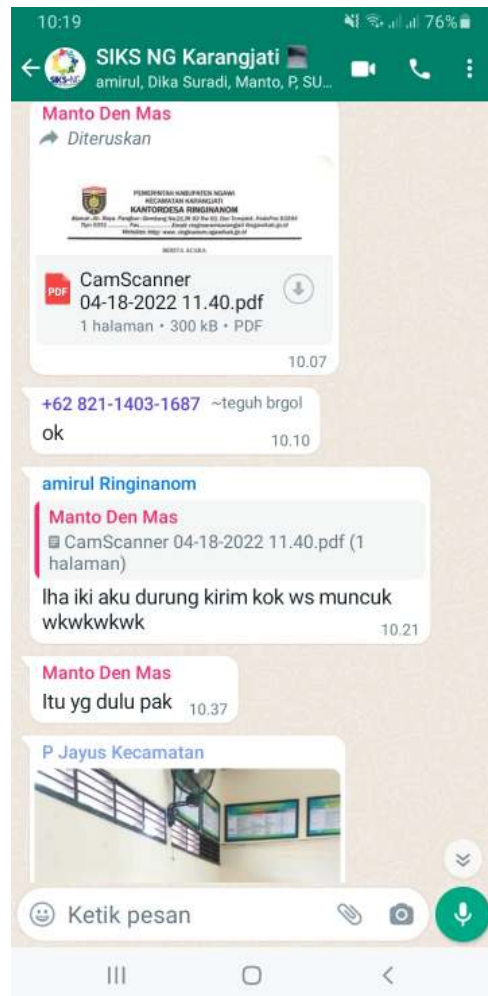 10:19
76%
SIKS NG Karangjati
amirul, Dika Suradi, Manto, P, SU...
Manto Den Mas
Diteruskan
PEMERINTAH KABUPATEN NGAWI
KECAMATAN KARANGJATI
KANTORDESA RINGINANOM
BERITA ACARA
PDF
CamScanner
04-18-2022 11.40.pdf
1 halaman • 300 kB • PDF
10.07
+62 821-1403-1687 ~teguh brgol
ok
10.10
amirul Ringinanom
Manto Den Mas
CamScanner 04-18-2022 11.40.pdf (1
halaman)
lha iki aku durung kirim kok ws muncuk
wkwkwkwk
10.21
Manto Den Mas
Itu yg dulu pak
10.37
P Jayus Kecamatan
Ketik pesan